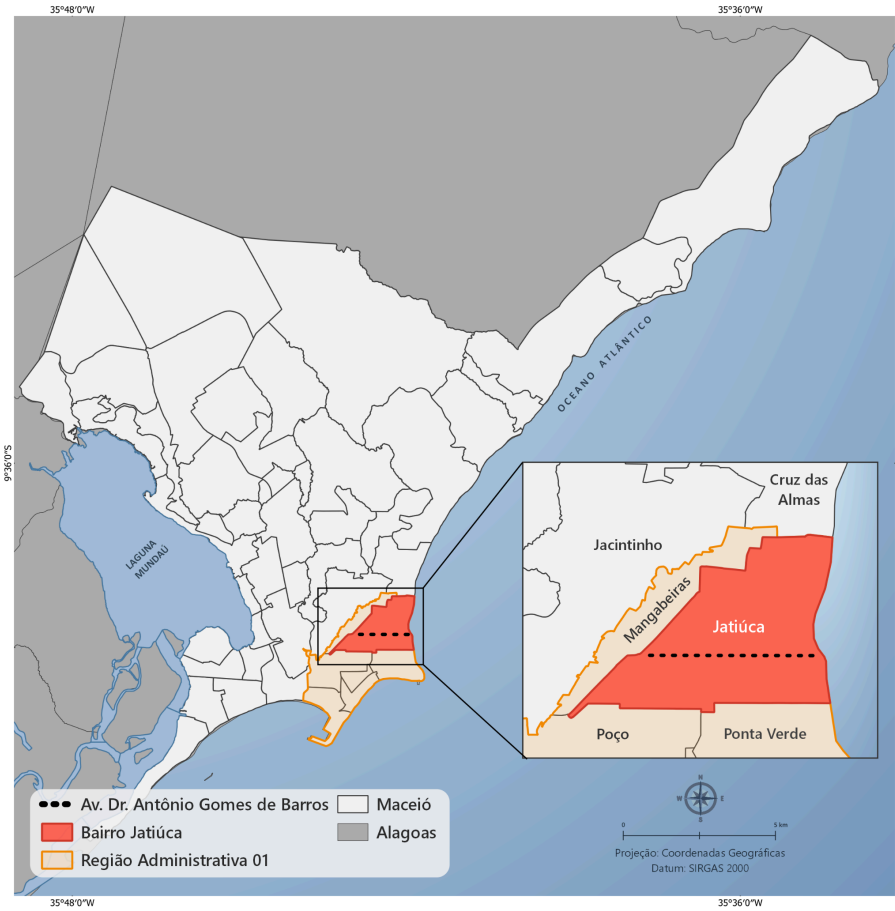 35°48'0"W
35°36'0"W
OCEANO ATLÂNTICO
9°36'0"S
LAGUNA
MUNDAÚ
Cruz das
Almas
Jacintinho
Mangabeiras
Jatiúca
Poço
Ponta Verde
Av. Dr. Antônio Gomes de Barros
Maceió
Bairro Jatiúca
Alagoas
Região Administrativa 01
N
W
E
S
0
5 km
Projeção: Coordenadas Geográficas
Datum: SIRGAS 2000
35°48'0"W
35°36'0"W